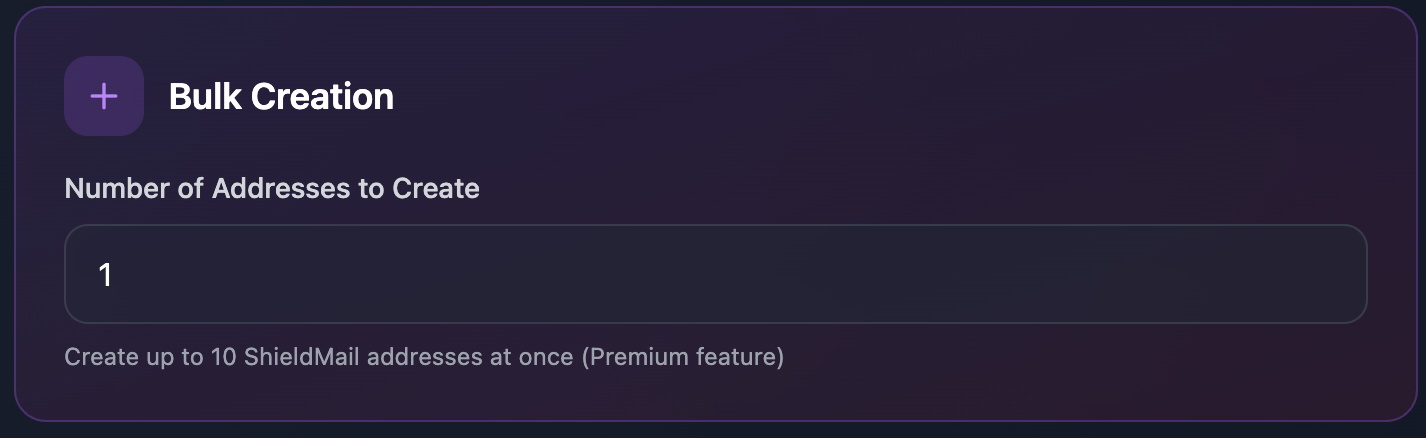 Bulk Creation
Number of Addresses to Create
1
Create up to 10 ShieldMail addresses at once (Premium feature)